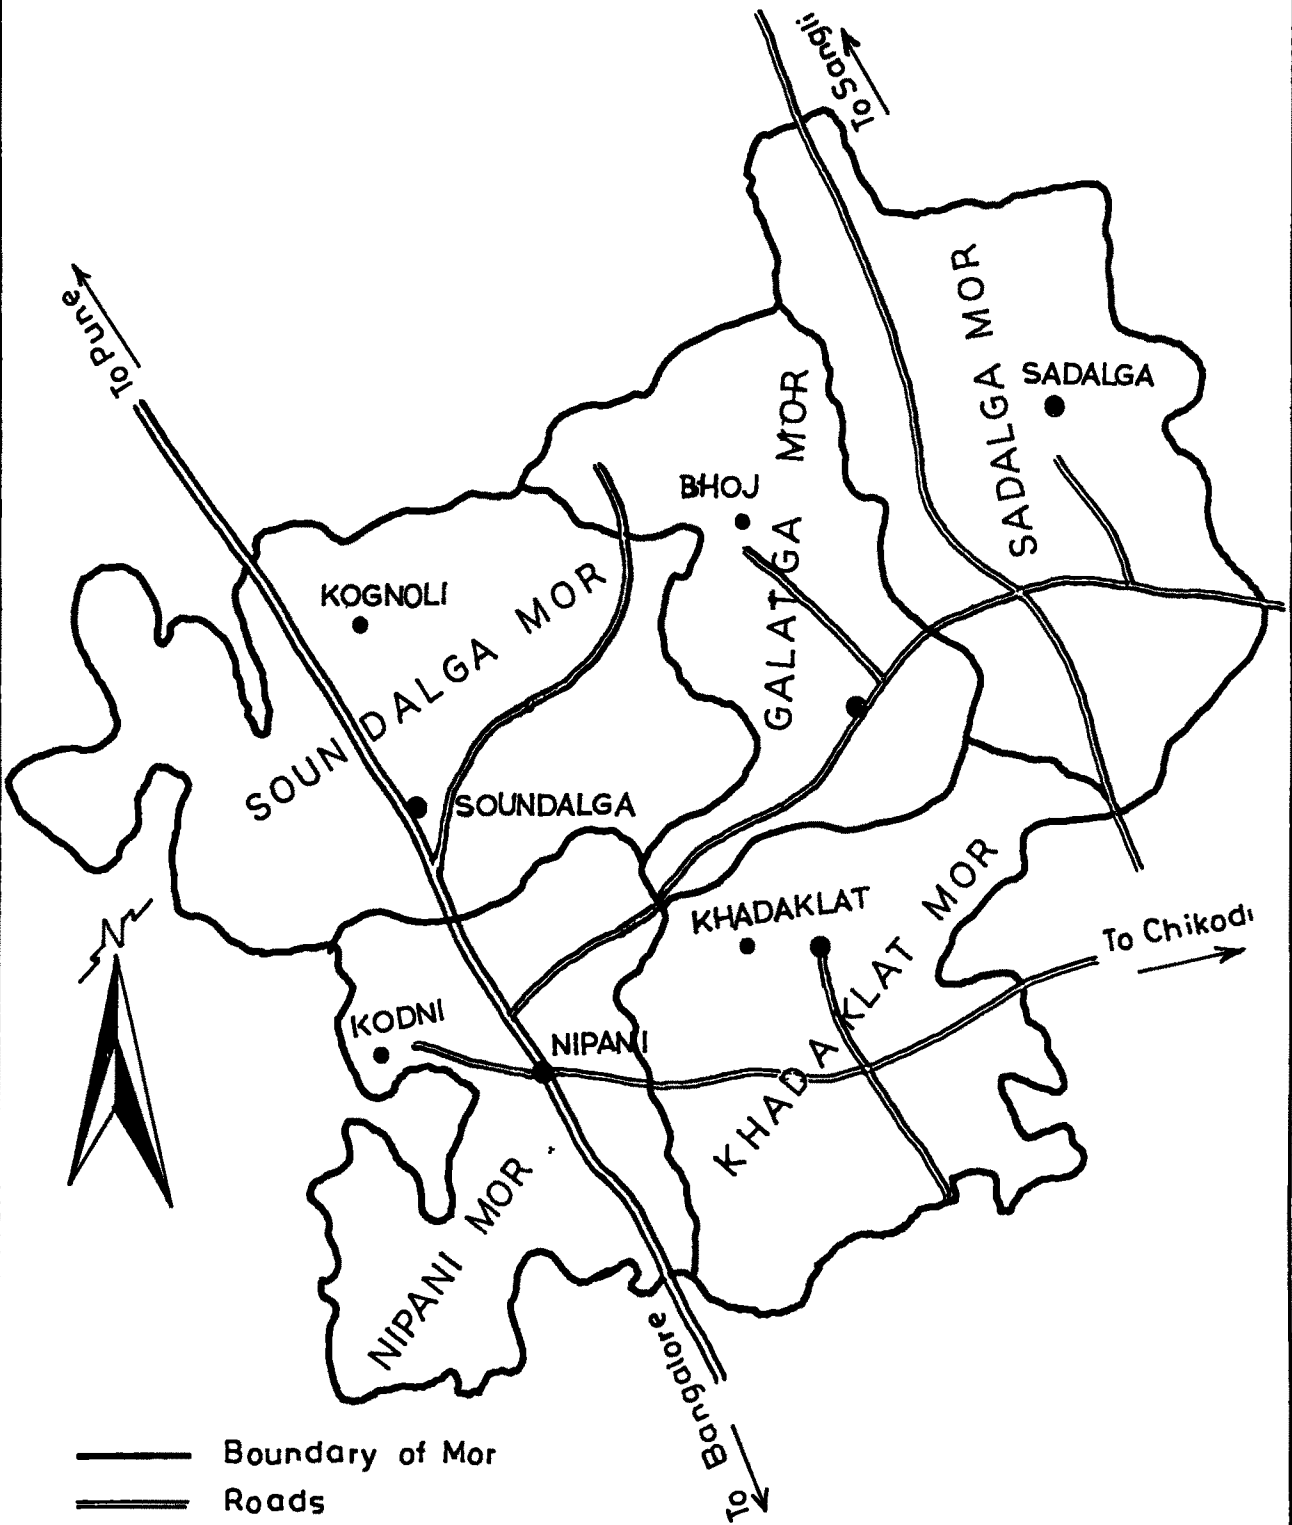 To Sangli
SADALGA MOR
To Pune
SADALGA
GALATGA MOR
BHOJ
KOGNOLI
SOUNDALGA MOR
SOUNDALGA
KHADAKLAT
KHADAKLAT MOR
N
To Chikodi
KODNI
NIPANI
NIPANI MOR
To Bangalore
Boundary of Mor
Roads